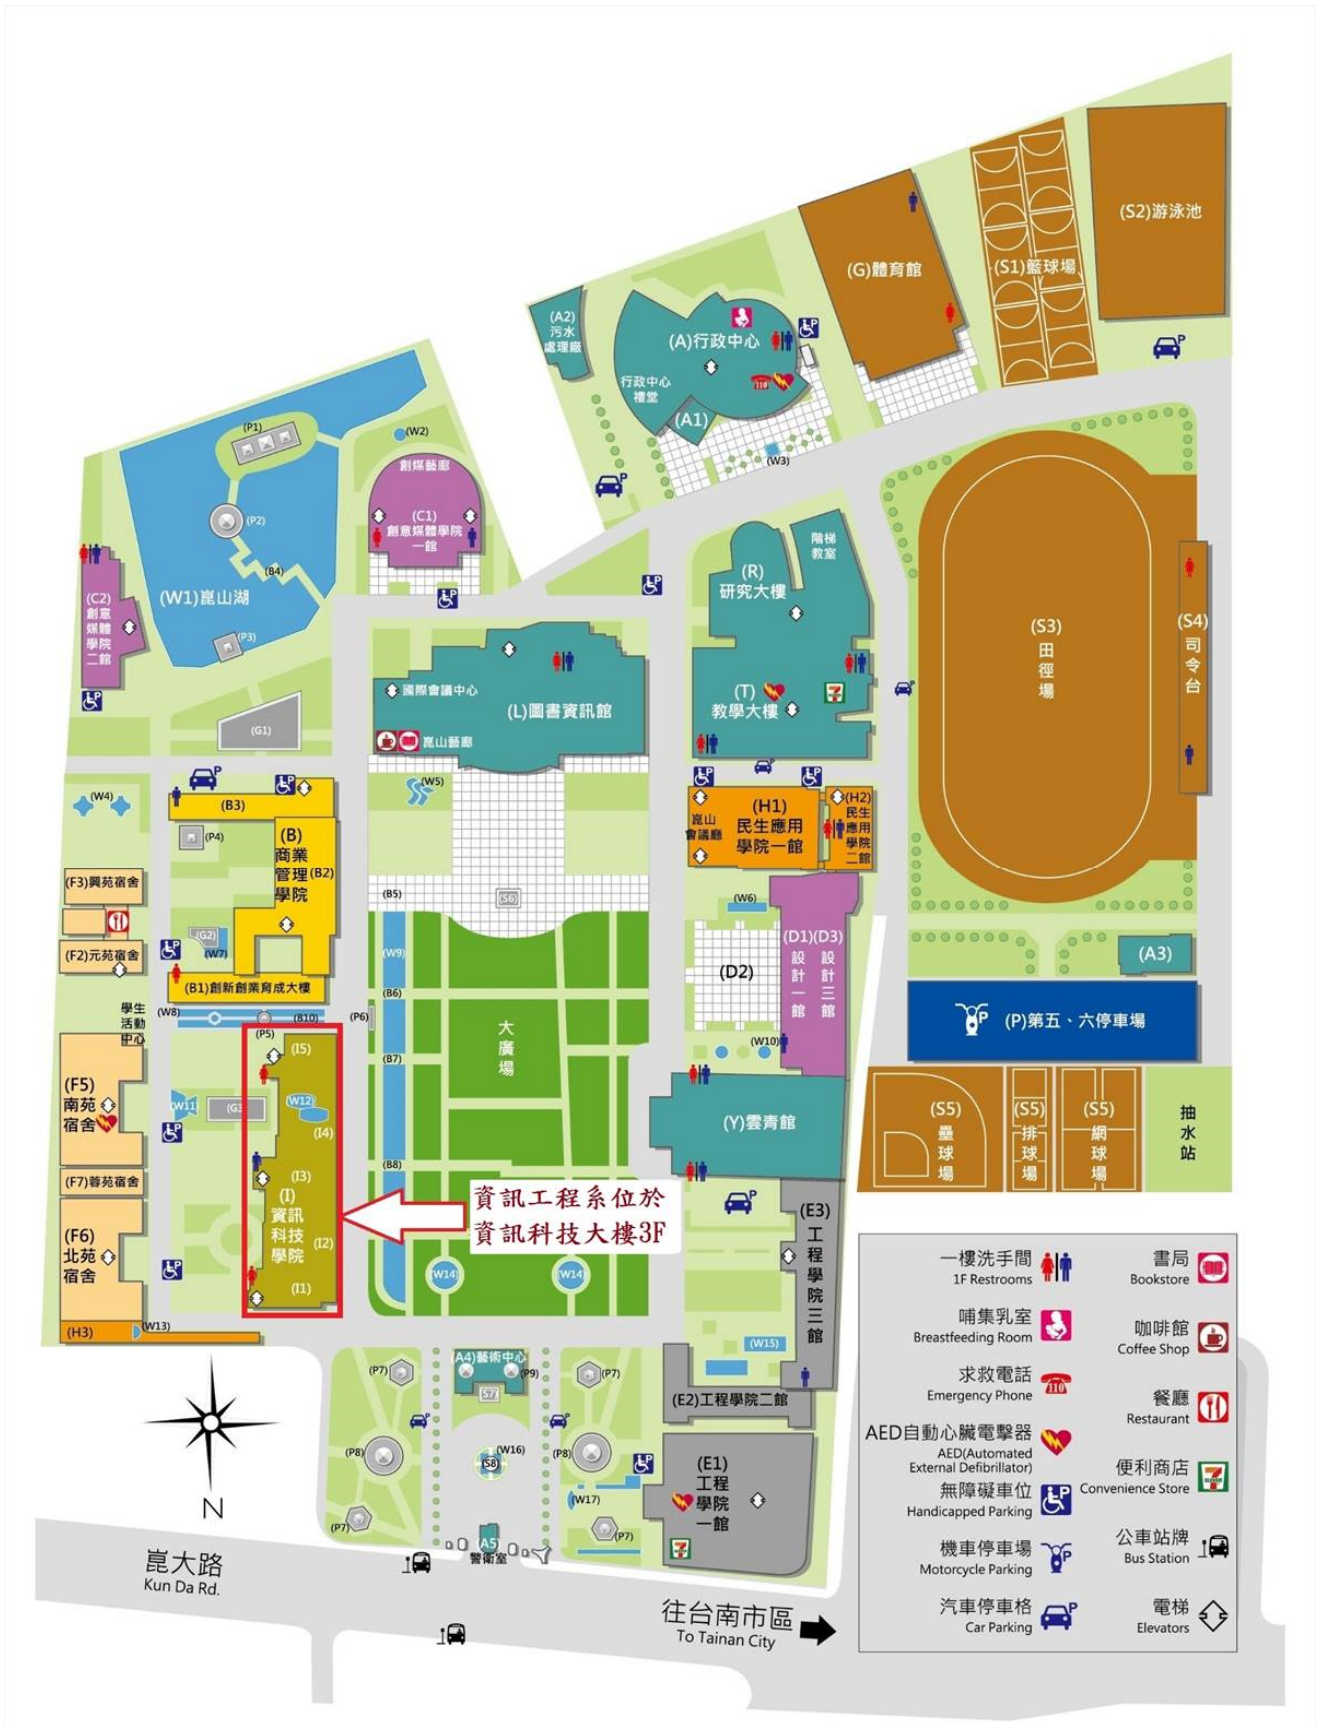 (S2)游泳池
(G)體育館
(S1)籃球場
(A2)
污水
處理廠
(A)行政中心
行政中心
禮堂
(A1)
(W3)
(P1)
(W2)
創媒藝廊
(C1)
創意媒體學院
一館
(P2)
(B4)
(W1)崑山湖
(P3)
(C2)
創意
媒體
學院
二館
階梯
教室
(R)
研究大樓
(S3)
田
徑
場
(S4)
司
令
台
國際會議中心
(L)圖書資訊館
崑山藝廊
(T)
教學大樓
(G1)
(W5)
(W4)
(B3)
(P4)
(B)
商業
管理
學院
(B2)
崑山
會議廳
(H1)
民生應用
學院一館
(H2)
民生
應用
學院
二館
(F3)興苑宿舍
(F2)元苑宿舍
(G2)
(W7)
(B1)創新創業育成大樓
(B5)
(S6)
(W6)
(W9)
(B6)
(D2)
(D1)
設
計
一
館
(D3)
設
計
三
館
(A3)
(P)第五、六停車場
學生
活動
中心
(W8)
(B10)
(P5)
(P6)
(B7)
大
廣
場
(W10)
(I5)
(F5)
南苑
宿舍
(W11)
(G3)
(W12)
(I4)
(Y)雲青館
(S5)
壘
球
場
(S5)
排
球
場
(S5)
網
球
場
抽
水
站
(F7)蓉苑宿舍
(I3)
(B8)
(I)
資訊
科技
學院
(I2)
(I1)
資訊工程系位於
資訊科技大樓3F
(F6)
北苑
宿舍
(W14)
(W14)
(E3)
工
程
學
院
三
館
(H3)
(W13)
(W15)
(A4)藝術中心
(P7)
(P9)
(P7)
(S7)
(E2)工程學院二館
(P8)
(W16)
(S8)
(P8)
(E1)
工程
學院
一館
(W17)
(P7)
(P7)
(A5)
警衛室
N
崑大路
Kun Da Rd.
往台南市區
To Tainan City
一樓洗手間
1F Restrooms
哺集乳室
Breastfeeding Room
求救電話
Emergency Phone
110
AED自動心臟電擊器
AED(Automated
External Defibrillator)
無障礙車位
Handicapped Parking
機車停車場
Motorcycle Parking
汽車停車格
Car Parking
書局
Bookstore
咖啡館
Coffee Shop
餐廳
Restaurant
便利商店
Convenience Store
公車站牌
Bus Station
電梯
Elevators